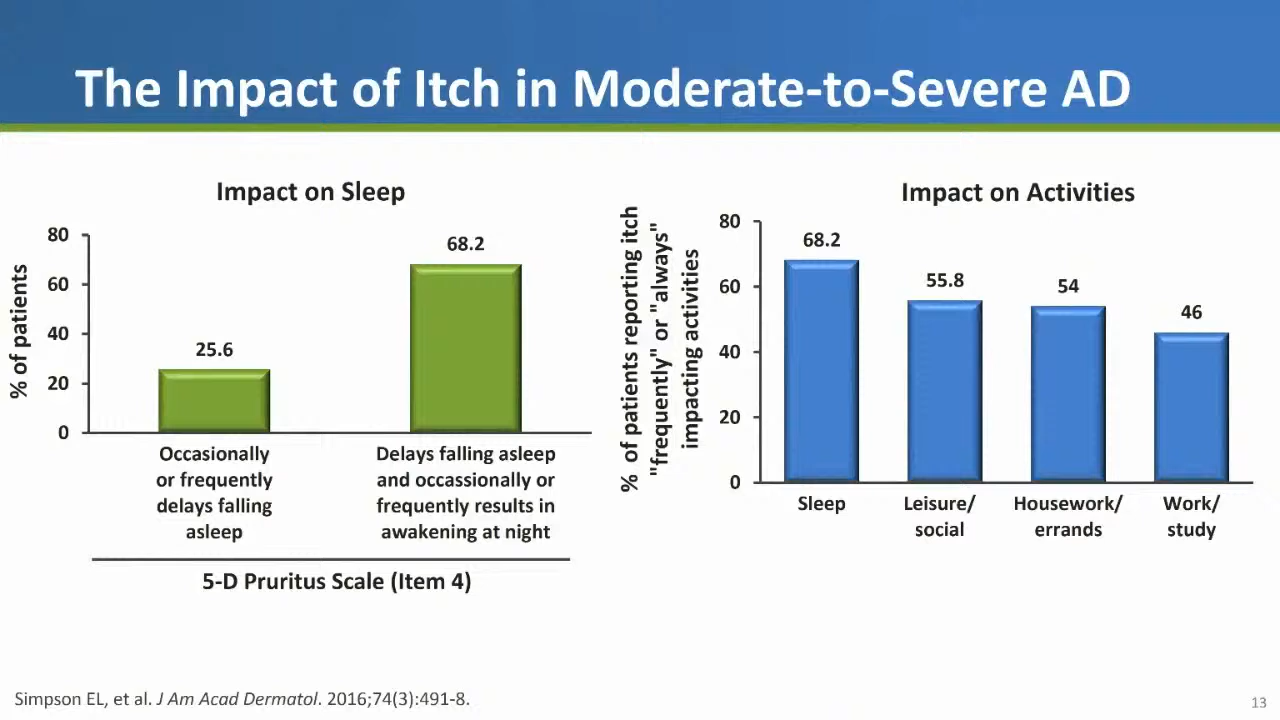 The Impact of Itch in Moderate-to-Severe AD
Impact on Sleep
% of patients
80
60
40
20
0
25.6
68.2
Occasionally
or frequently
delays falling
asleep
Delays falling asleep
and occassionally or
frequently results in
awakening at night
5-D Pruritus Scale (Item 4)
Impact on Activities
% of patients reporting itch
"frequently" or "always"
impacting activities
80
60
40
20
0
68.2
55.8
54
46
Sleep
Leisure/
social
Housework/
errands
Work/
study
Simpson EL, et al. J Am Acad Dermatol. 2016;74(3):491-8.
13